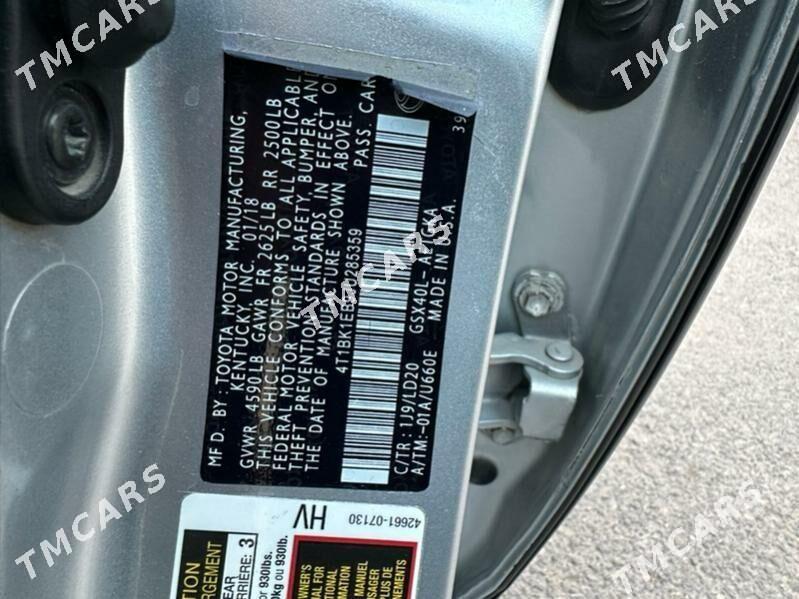 MFD. BY: TOYOTA MOTOR MANUFACTURING,
KENTUCKY, INC. 01/18
GVWR 4590LB GAWR FR 2625LB RR 2500LB
THIS VEHICLE CONFORMS TO ALL APPLICABLE
FEDERAL MOTOR VEHICLE SAFETY, BUMPER, AND
THEFT PREVENTION STANDARDS IN EFFECT ON
THE DATE OF MANUFACTURE SHOWN ABOVE.
PASS. CAR
C/TR: 1J9/LD20
A/TM: -01A/U660E
MADE IN U.S.A.
39
HV
42661-07130
3
TMCARS
TMCARS
TMCARS
TMCARS
TMCARS